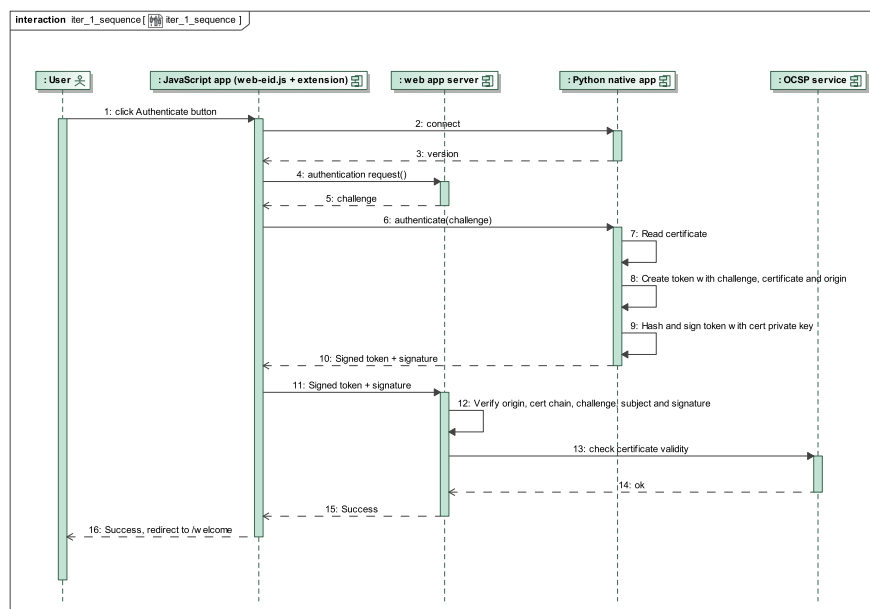 interaction iter_1_sequence [ iter_1_sequence ]
: User
: JavaScript app (web-eid.js + extension)
: web app server
: Python native app
: OCSP service
1: click Authenticate button
2: connect
3: version
4: authentication request()
5: challenge
6: authenticate(challenge)
7: Read certificate
8: Create token with challenge, certificate and origin
9: Hash and sign token with cert private key
10: Signed token + signature
11: Signed token + signature
12: Verify origin, cert chain, challenge, subject and signature
13: check certificate validity
14: ok
15: Success
16: Success, redirect to /welcome